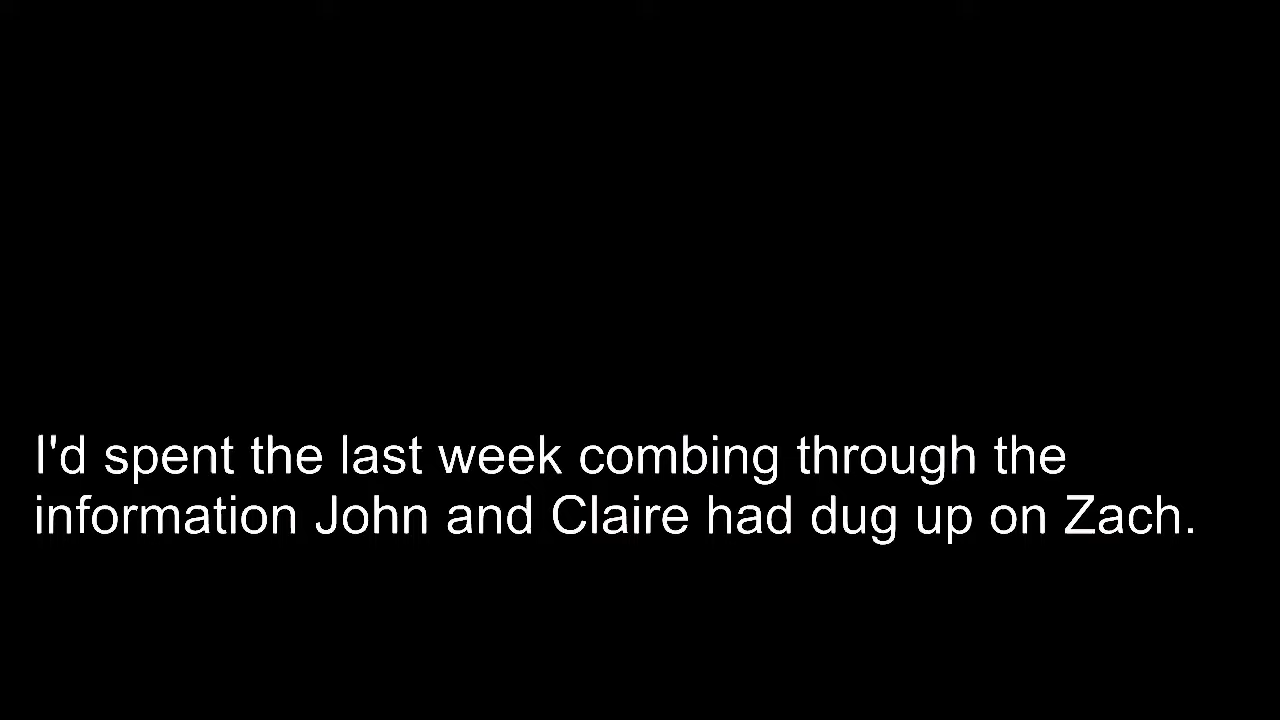 I'd spent the last week combing through the
information John and Claire had dug up on Zach.